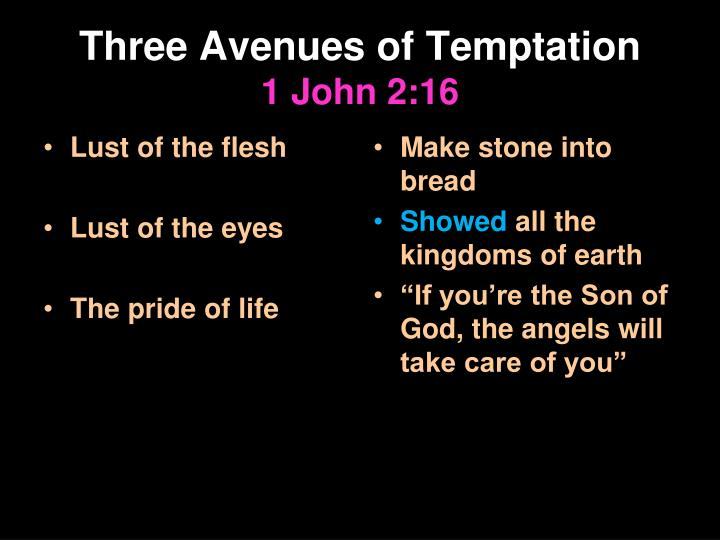 Three Avenues of Temptation
1 John 2:16
• Lust of the flesh
• Lust of the eyes
• The pride of life
• Make stone into
bread
• Showed all the
kingdoms of earth
• “If you’re the Son of
God, the angels will
take care of you”